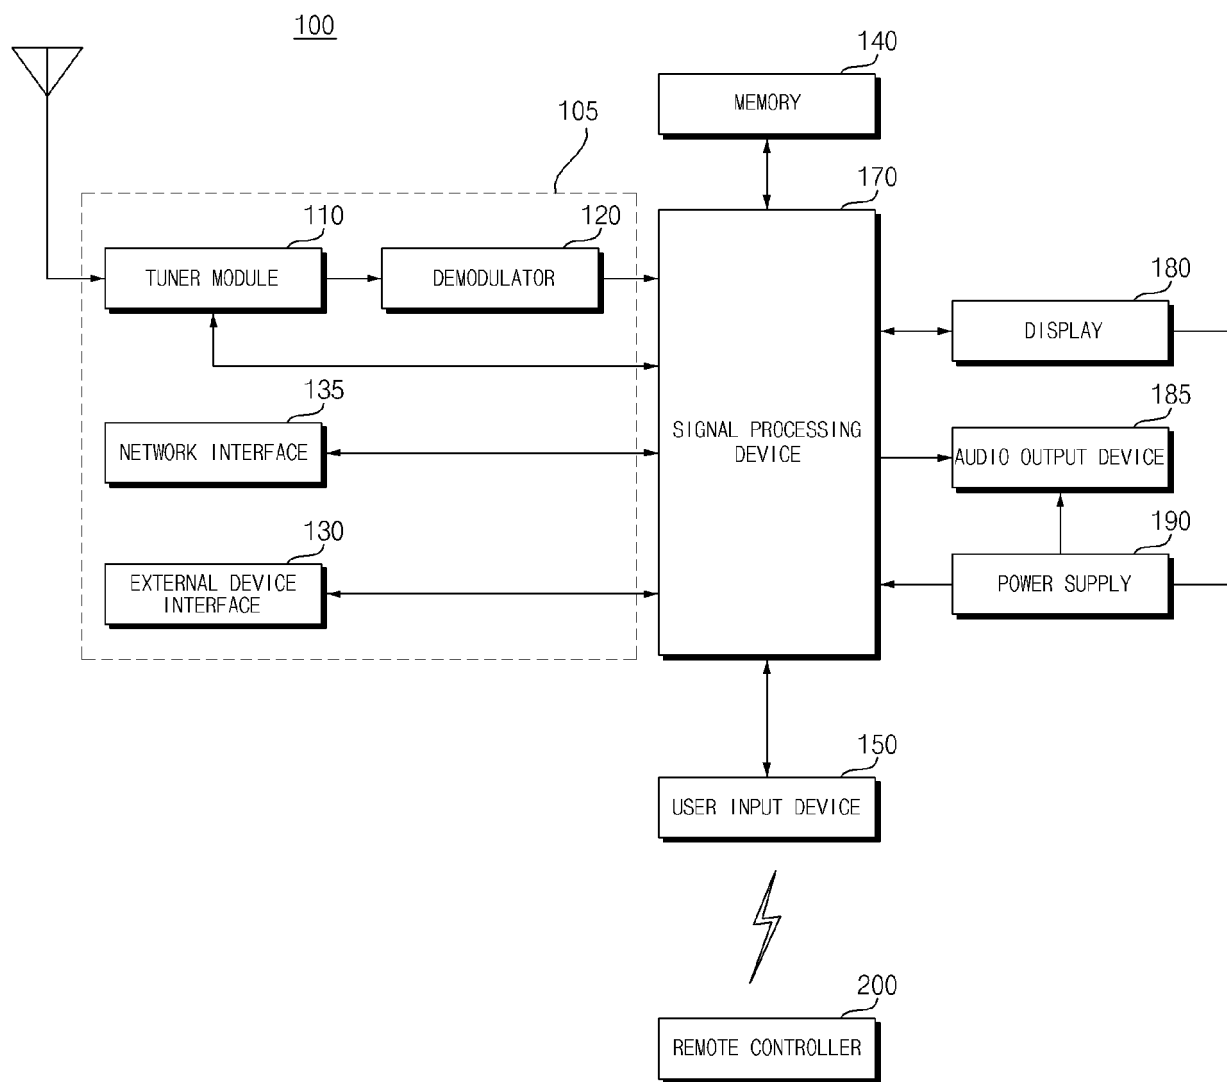 100
140
MEMORY
105
170
110
TUNER MODULE
120
DEMODULATOR
180
DISPLAY
135
NETWORK INTERFACE
SIGNAL PROCESSING
DEVICE
185
AUDIO OUTPUT DEVICE
130
EXTERNAL DEVICE
INTERFACE
190
POWER SUPPLY
150
USER INPUT DEVICE
200
REMOTE CONTROLLER